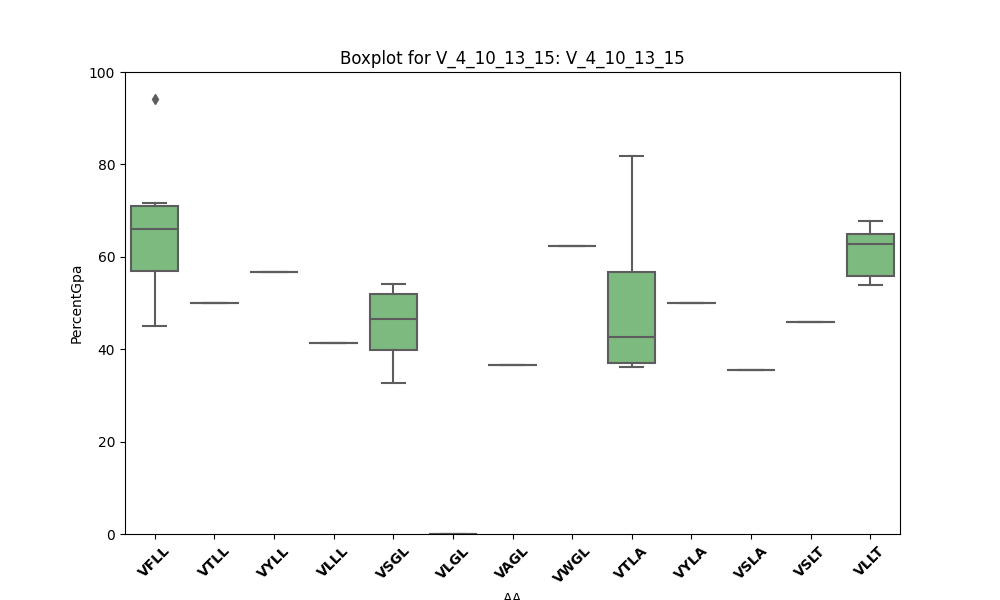 Boxplot for V_4_10_13_15: V_4_10_13_15
PercentGpa
100
80
60
40
20
0
VFLL
VTLL
VYLL
VLLL
VSGL
VLGL
VAGL
VWGL
VTLA
VYLA
VSLA
VSLT
VLLT
AA